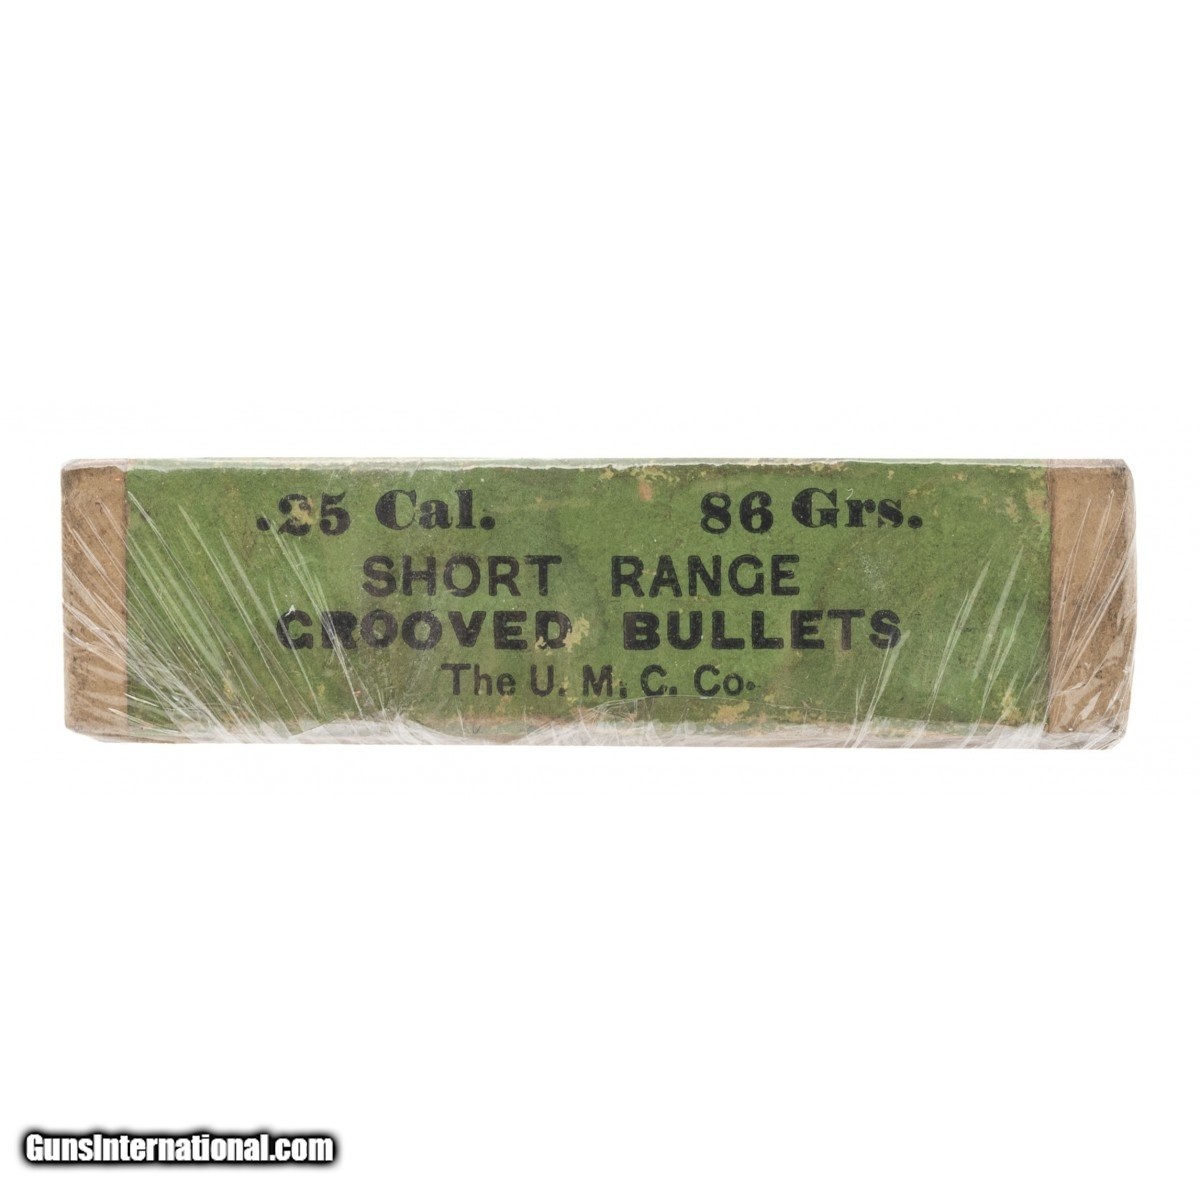 .25 Cal. 86 Grs.
SHORT RANGE
GROOVED BULLETS
The U. M. C. Co.
GunsInternational.com